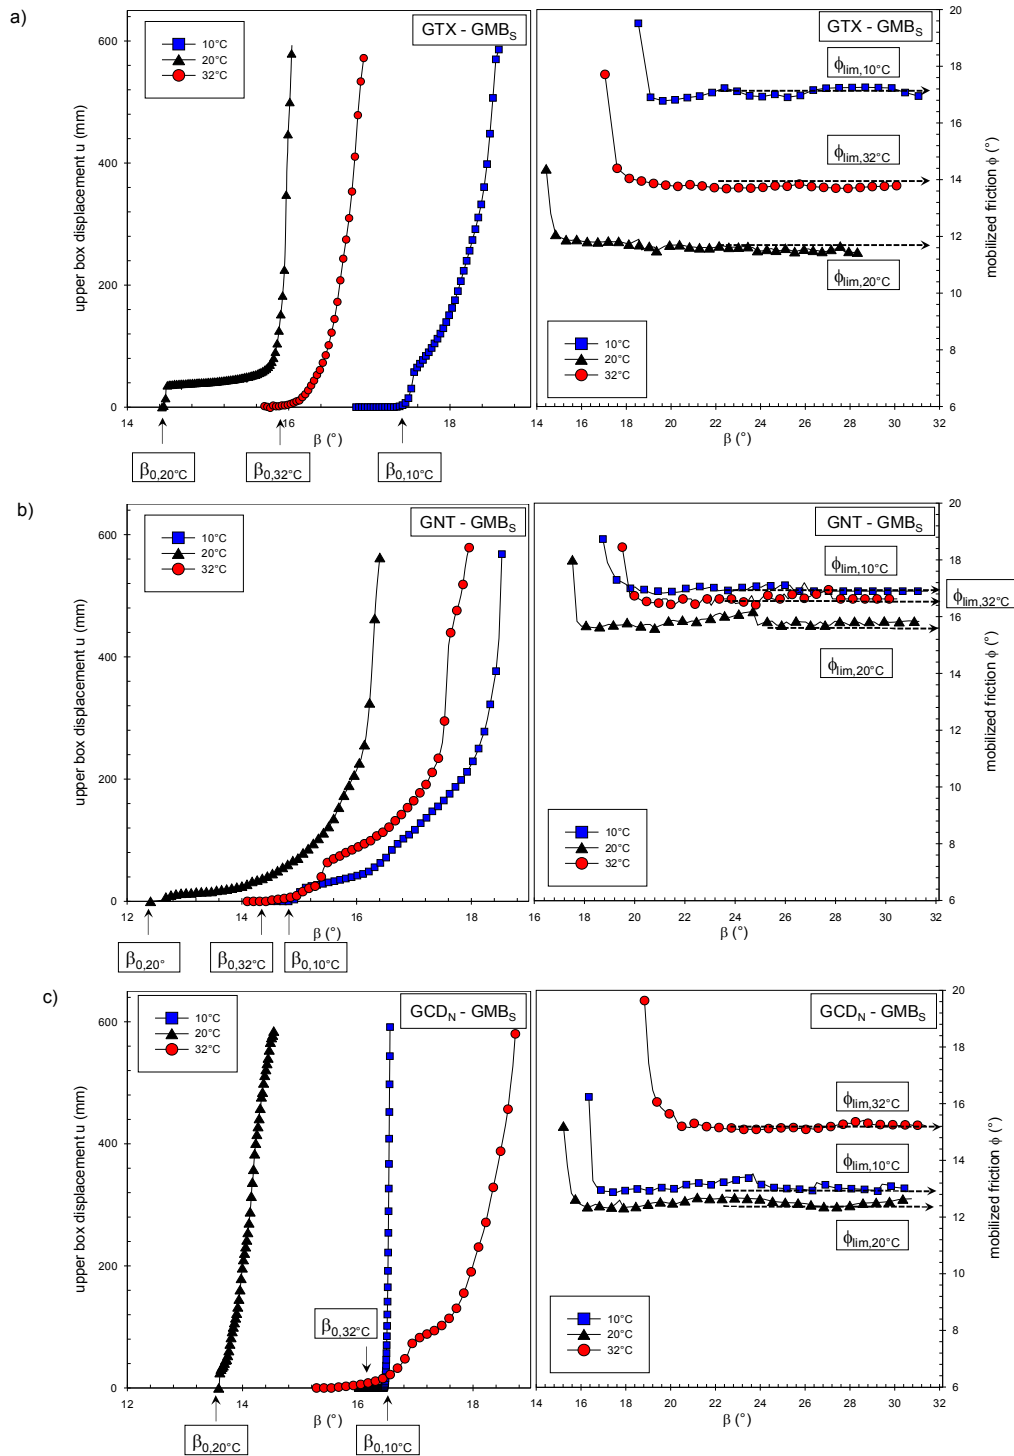 a)
GTX - GMB_S
10°C
20°C
32°C
upper box displacement u (mm)
600
400
200
0
14
16
18
β (°)
β0,20°C
β0,32°C
β0,10°C
GTX - GMB_S
ϕlim,10°C
ϕlim,32°C
ϕlim,20°C
10°C
20°C
32°C
20
18
16
14
12
10
8
6
mobilized friction ϕ (°)
14 16 18 20 22 24 26 28 30 32
β (°)
b)
GNT - GMB_S
10°C
20°C
32°C
upper box displacement u (mm)
600
400
200
0
12
14
16
18
β (°)
β0,20°
β0,32°C
β0,10°C
GNT - GMB_S
ϕlim,10°C
ϕlim,32°C
ϕlim,20°C
10°C
20°C
32°C
20
18
16
14
12
10
8
6
mobilized friction ϕ (°)
16 18 20 22 24 26 28 30 32
β (°)
c)
GCD_N - GMB_S
10°C
20°C
32°C
upper box displacement u (mm)
600
400
200
0
12
14
16
18
β (°)
β0,32°C
β0,20°C
β0,10°C
GCD_N - GMB_S
ϕlim,32°C
ϕlim,10°C
ϕlim,20°C
10°C
20°C
32°C
20
18
16
14
12
10
8
6
mobilized friction ϕ (°)
14 16 18 20 22 24 26 28 30 32
β (°)